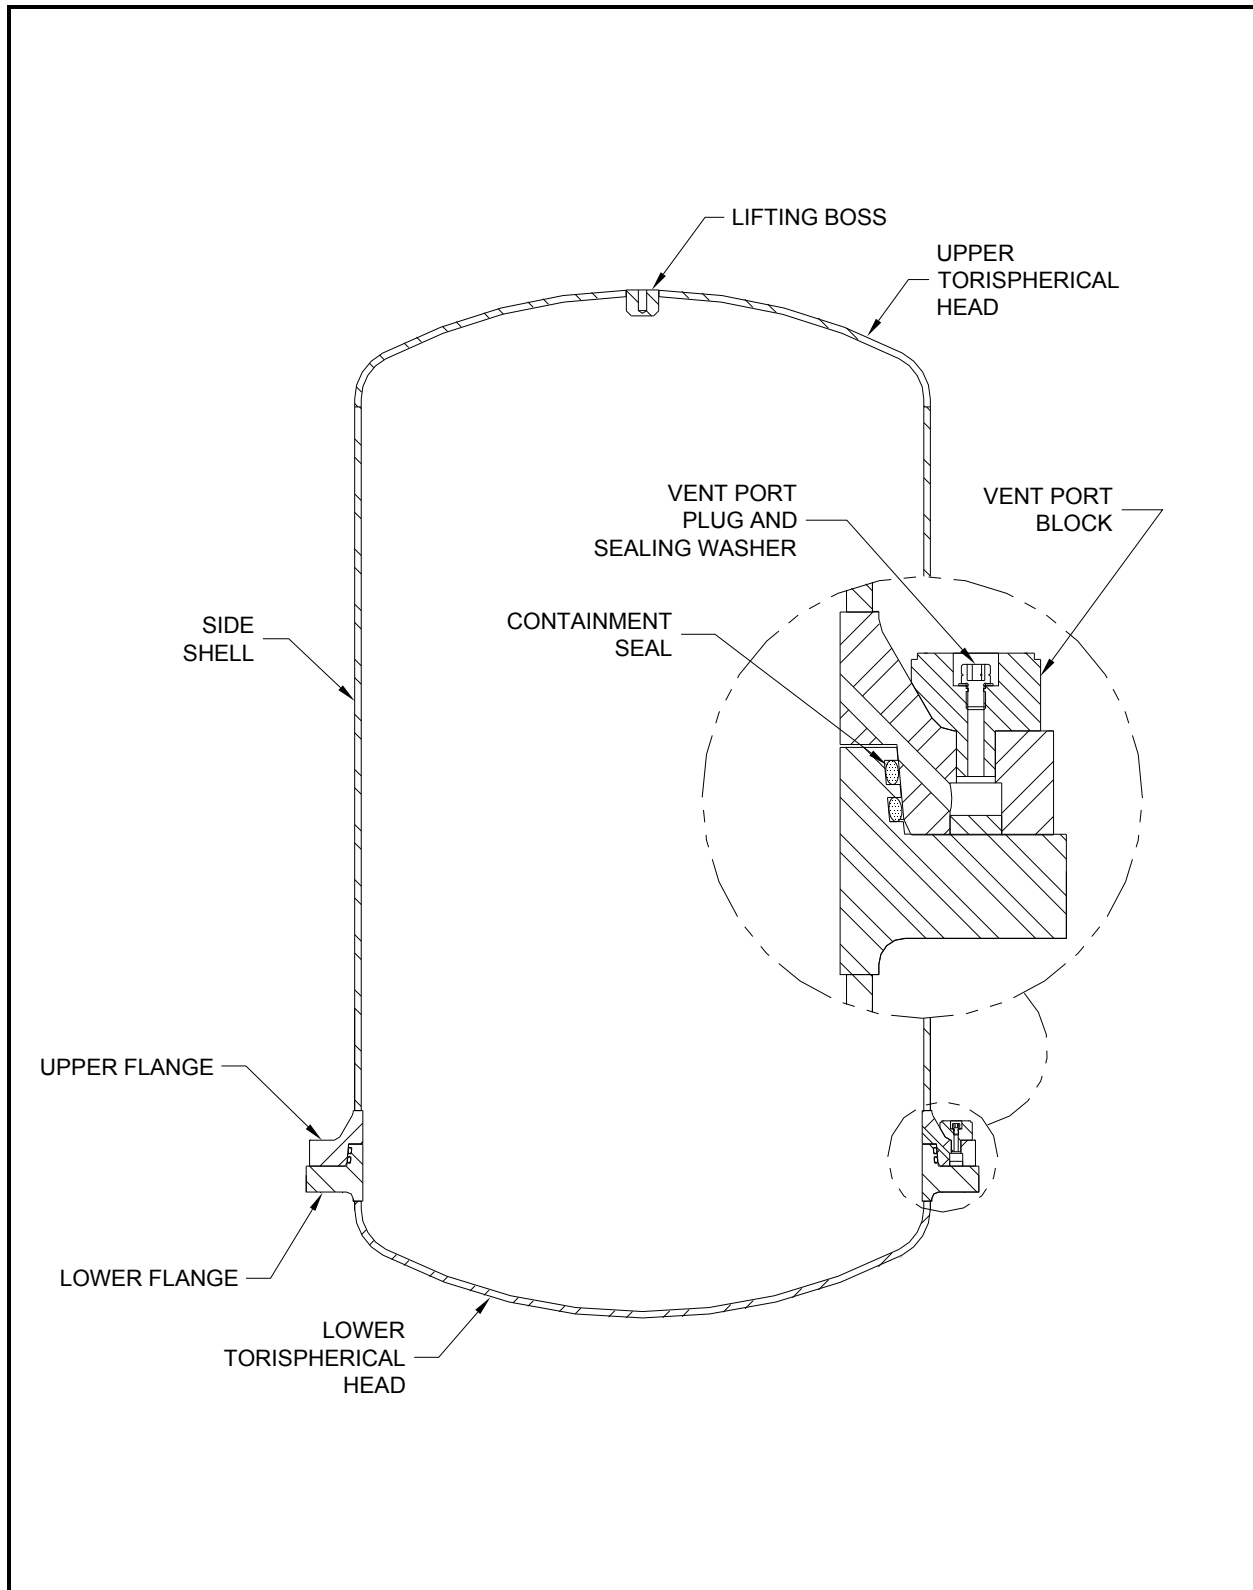 LIFTING BOSS
UPPER
TORISPHERICAL
HEAD
VENT PORT
PLUG AND
SEALING WASHER
VENT PORT
BLOCK
CONTAINMENT
SEAL
SIDE
SHELL
UPPER FLANGE
LOWER FLANGE
LOWER
TORISPHERICAL
HEAD